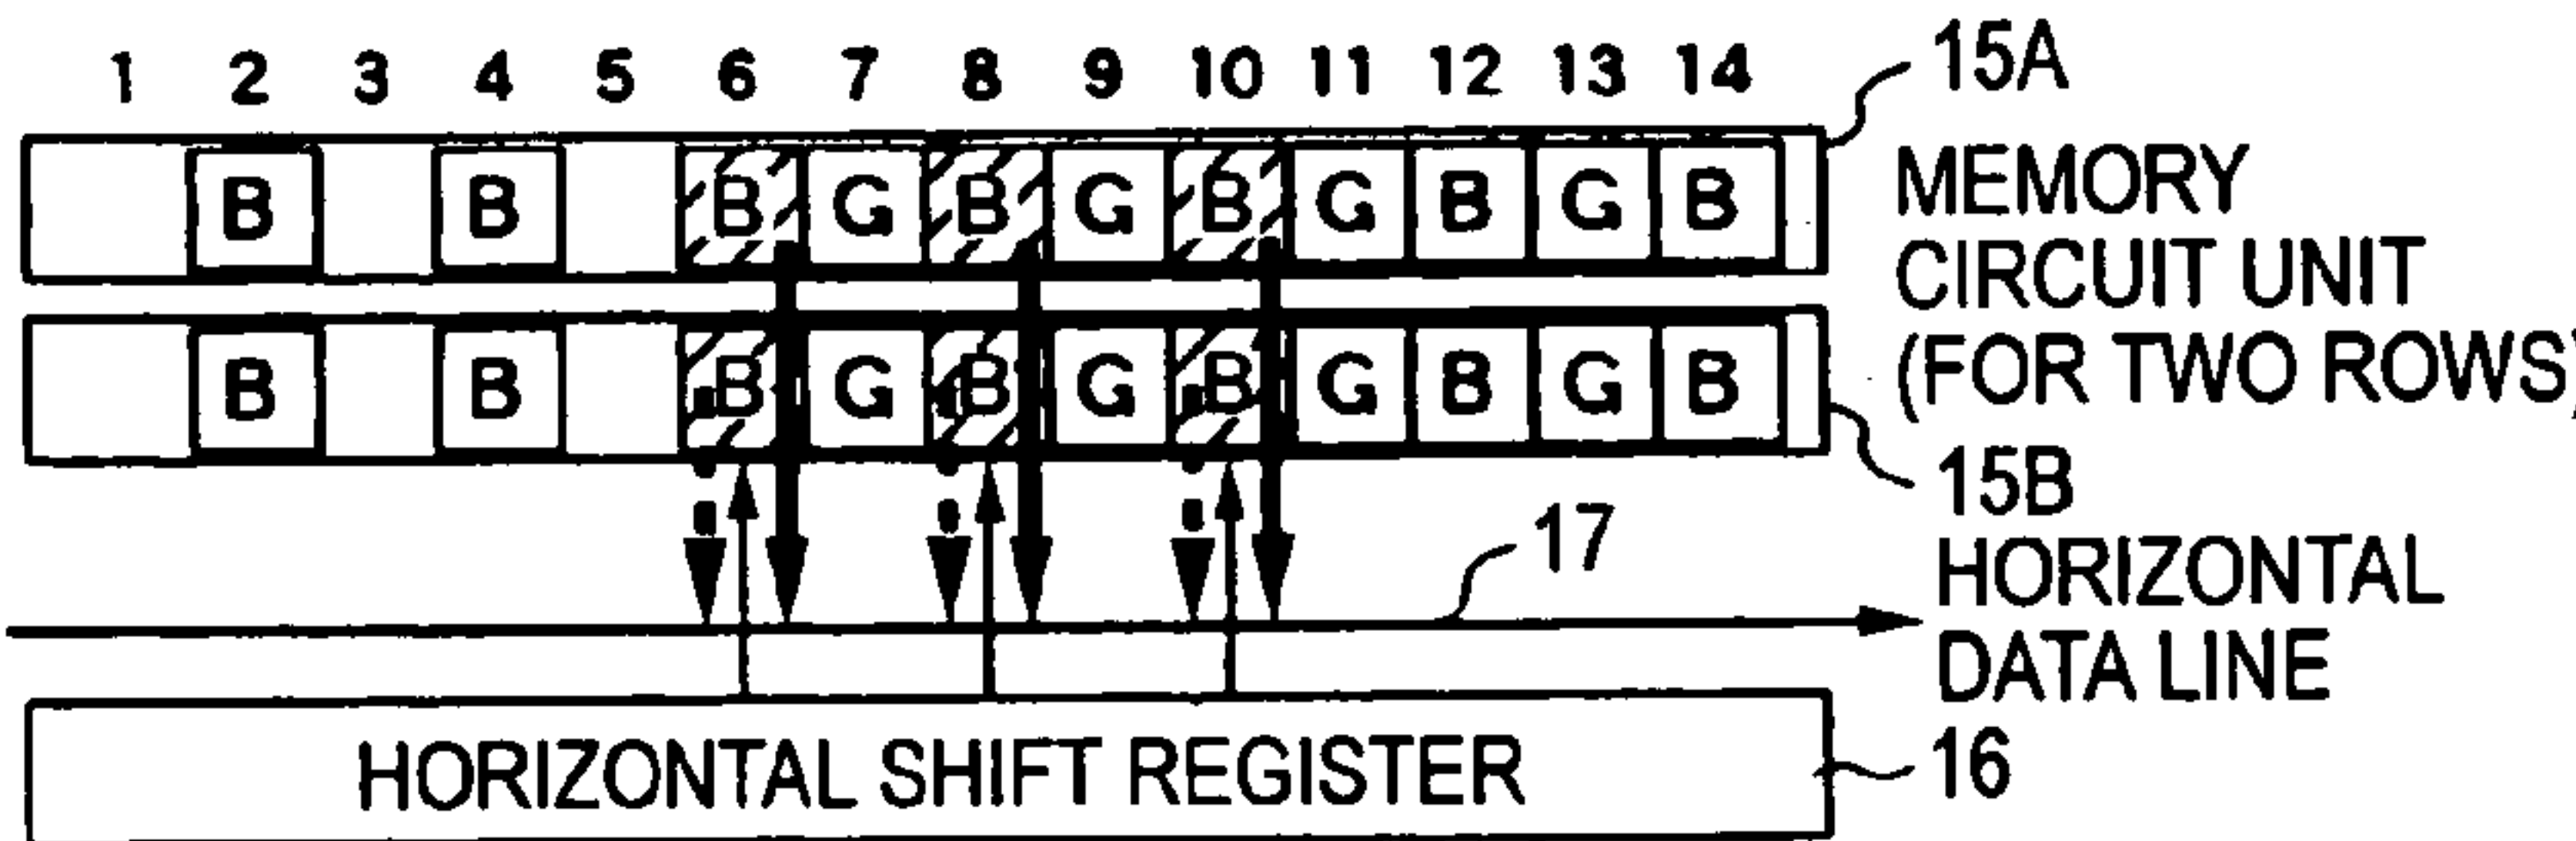 1 2 3 4 5 6 7 8 9 10 11 12 13 14
15A
B B B G B G B G B G B
MEMORY
CIRCUIT UNIT
(FOR TWO ROWS)
B B B G B G B G B G B
15B
17
HORIZONTAL
DATA LINE
HORIZONTAL SHIFT REGISTER
16